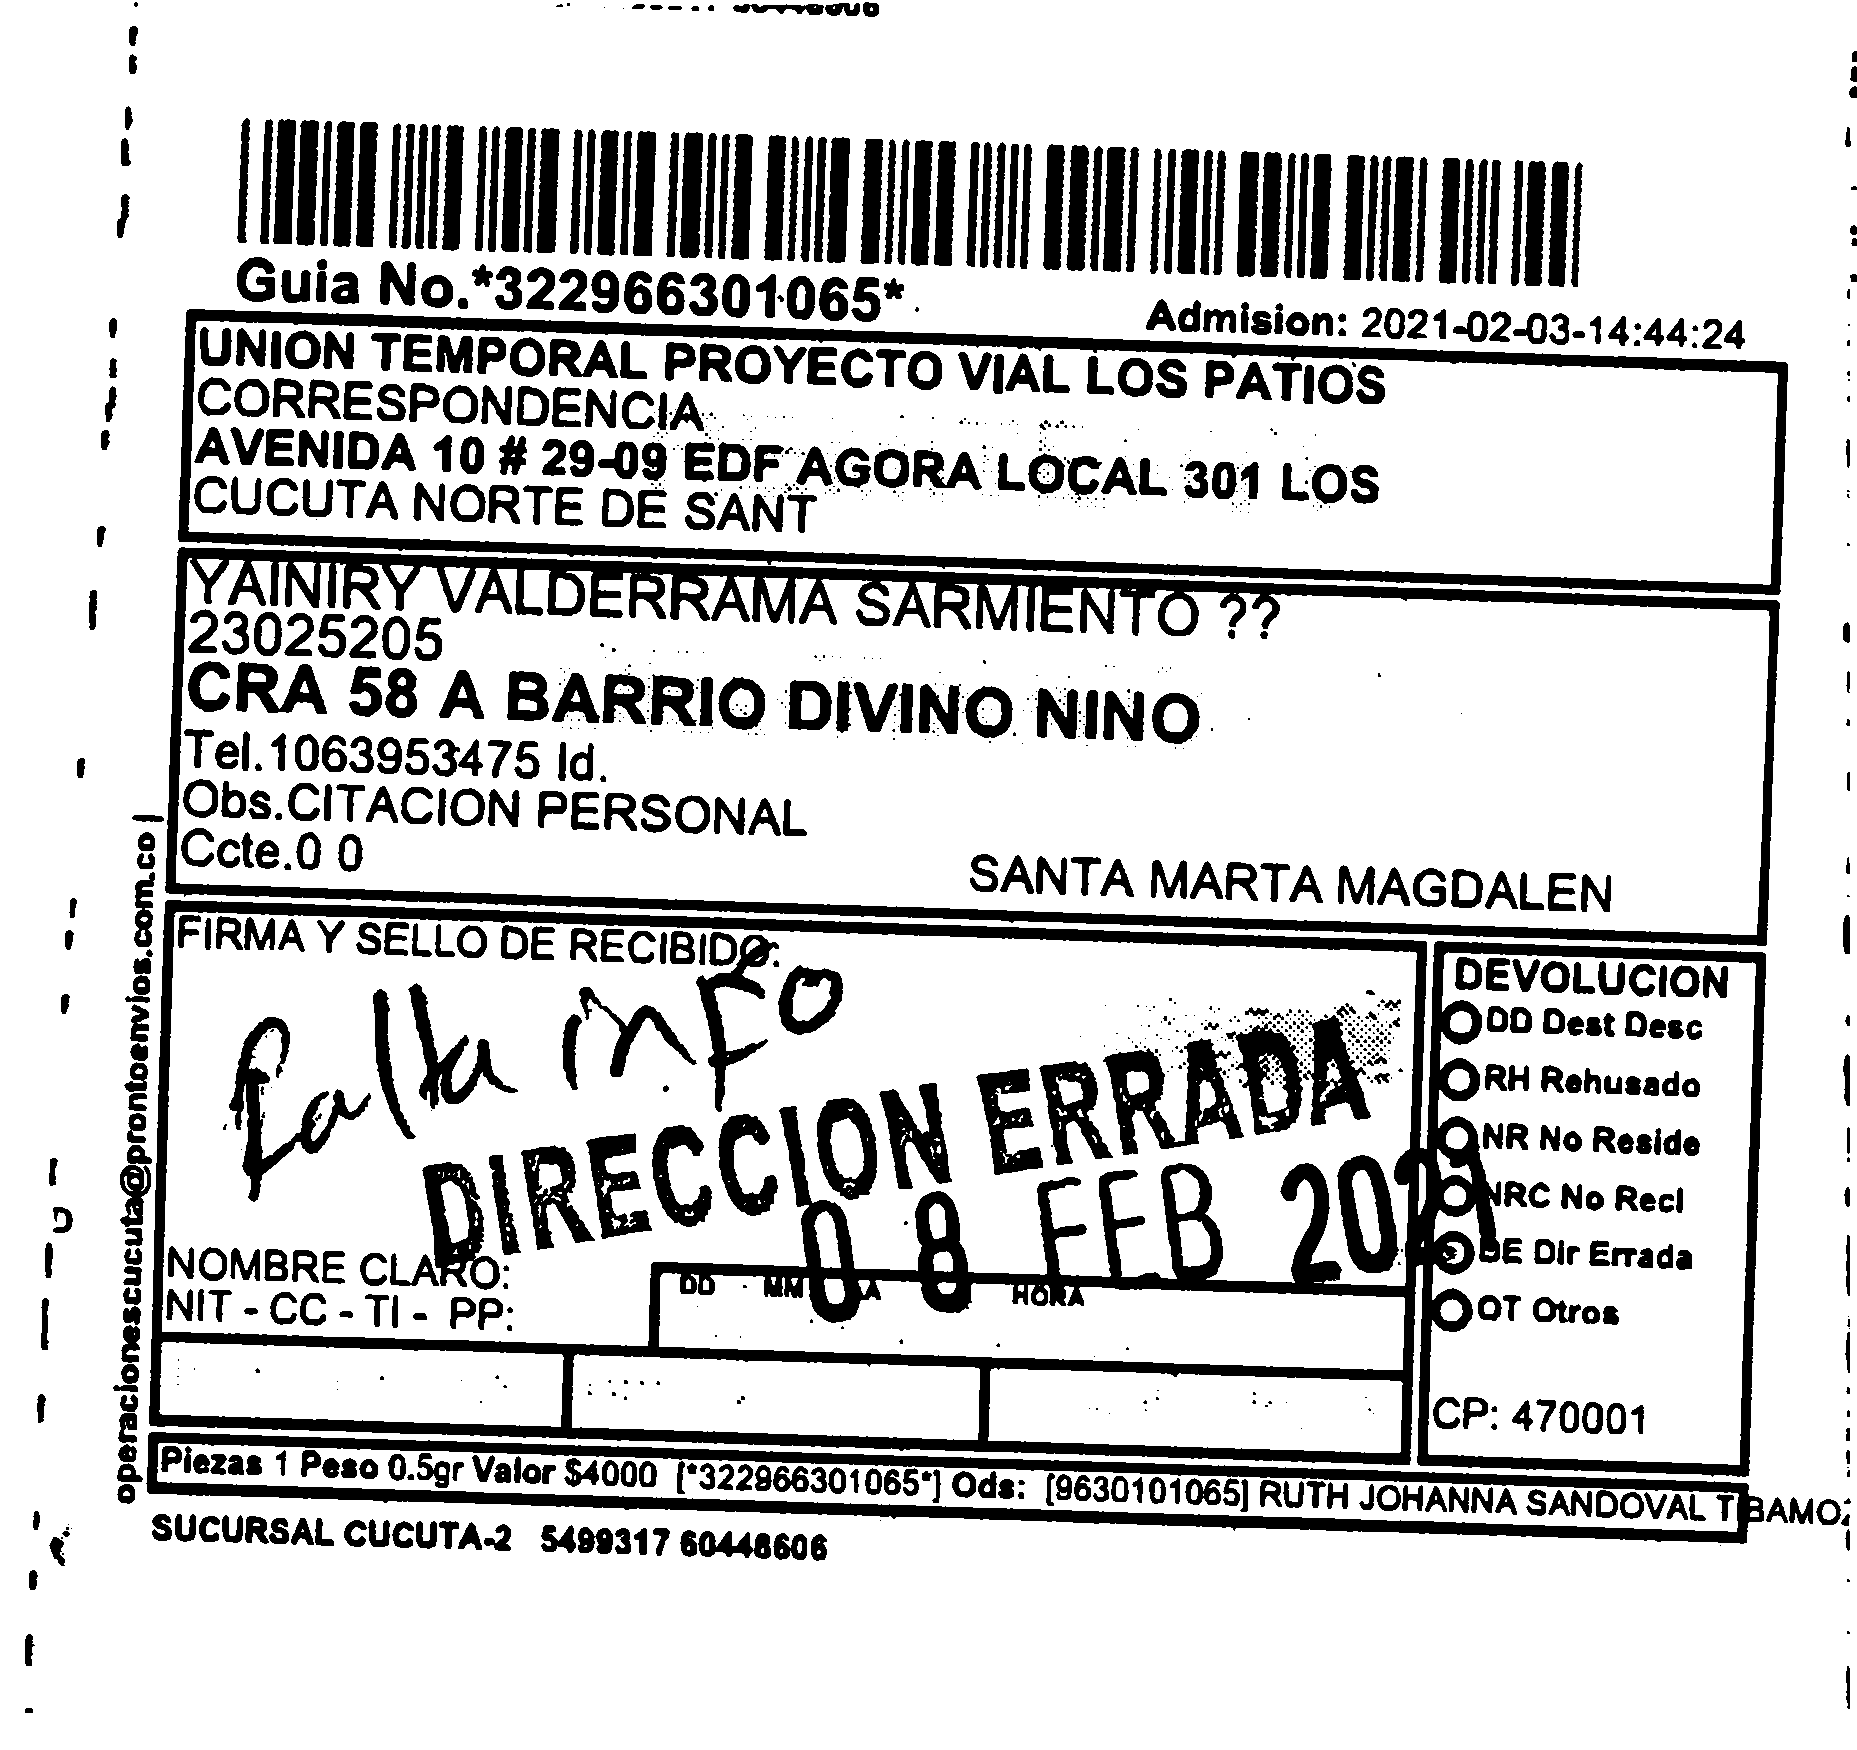 Guia No.*322966301065*
Admision: 2021-02-03-14:44:24
UNION TEMPORAL PROYECTO VIAL LOS PATIOS
CORRESPONDENCIA
AVENIDA 10 # 29-09 EDF AGORA LOCAL 301 LOS
CUCUTA NORTE DE SANT
YAINIRY VALDERRAMA SARMIENTO ??
23025205
CRA 58 A BARRIO DIVINO NINO
Tel.1063953475 Id.
Obs.CITACION PERSONAL
Ccte.0 0
SANTA MARTA MAGDALEN
operacionescucuta@prontoenvios.com.co |
FIRMA Y SELLO DE RECIBIDO:
Falta info
DIRECCION ERRADA
08 FEB 2021
NOMBRE CLARO:
NIT - CC - TI - PP:
DD MM AA HORA
DEVOLUCION
DD Dest Desc
RH Rehusado
NR No Reside
NRC No Recl
DE Dir Errada
OT Otros
CP: 470001
Piezas 1 Peso 0.5gr Valor $4000 [*322966301065*] Ods: [9630101065] RUTH JOHANNA SANDOVAL TIBAMO
SUCURSAL CUCUTA-2 5499317 60448606